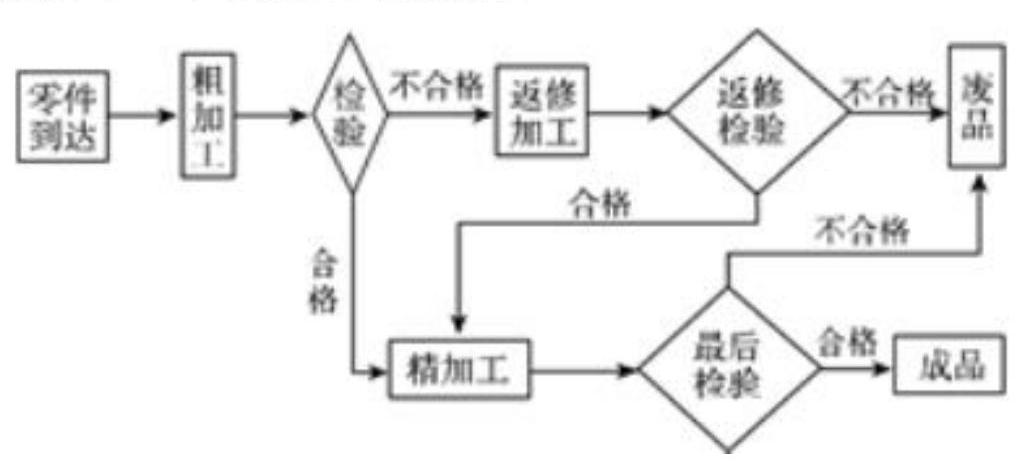 零件
到达
粗
加
工
检
验
不合格
返修
加工
返修
检验
不合格
废
品
合格
不合格
合
格
精加工
最后
检验
合格
成品